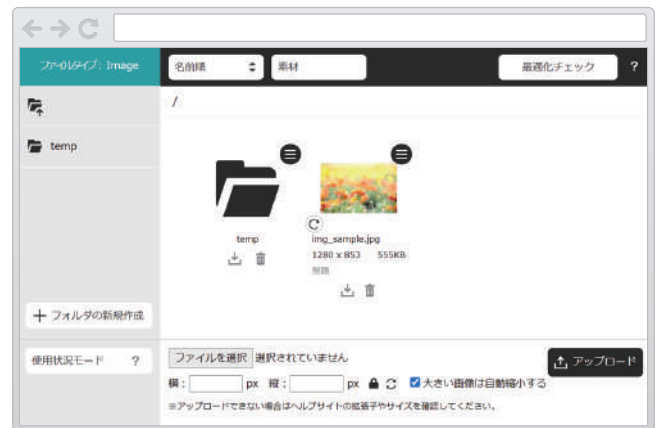 ファイルタイプ: Image
名前順
素材
最適化チェック
?
/
temp
temp
img_sample.jpg
1280 x 853 555KB
+ フォルダの新規作成
使用状況モード ?
ファイルを選択 選択されていません
アップロード
横: px 縦: px 大きい画像は自動縮小する
※アップロードできない場合はヘルプサイトの拡張子やサイズを確認してください。